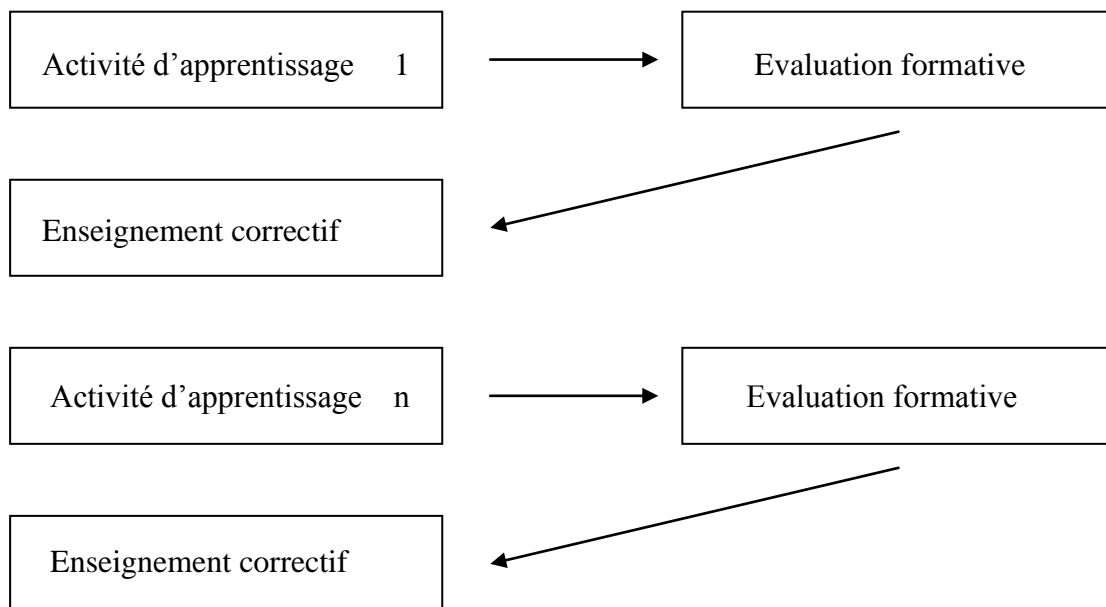 Activité d’apprentissage 1
Evaluation formative
Enseignement correctif
Activité d’apprentissage n
Evaluation formative
Enseignement correctif